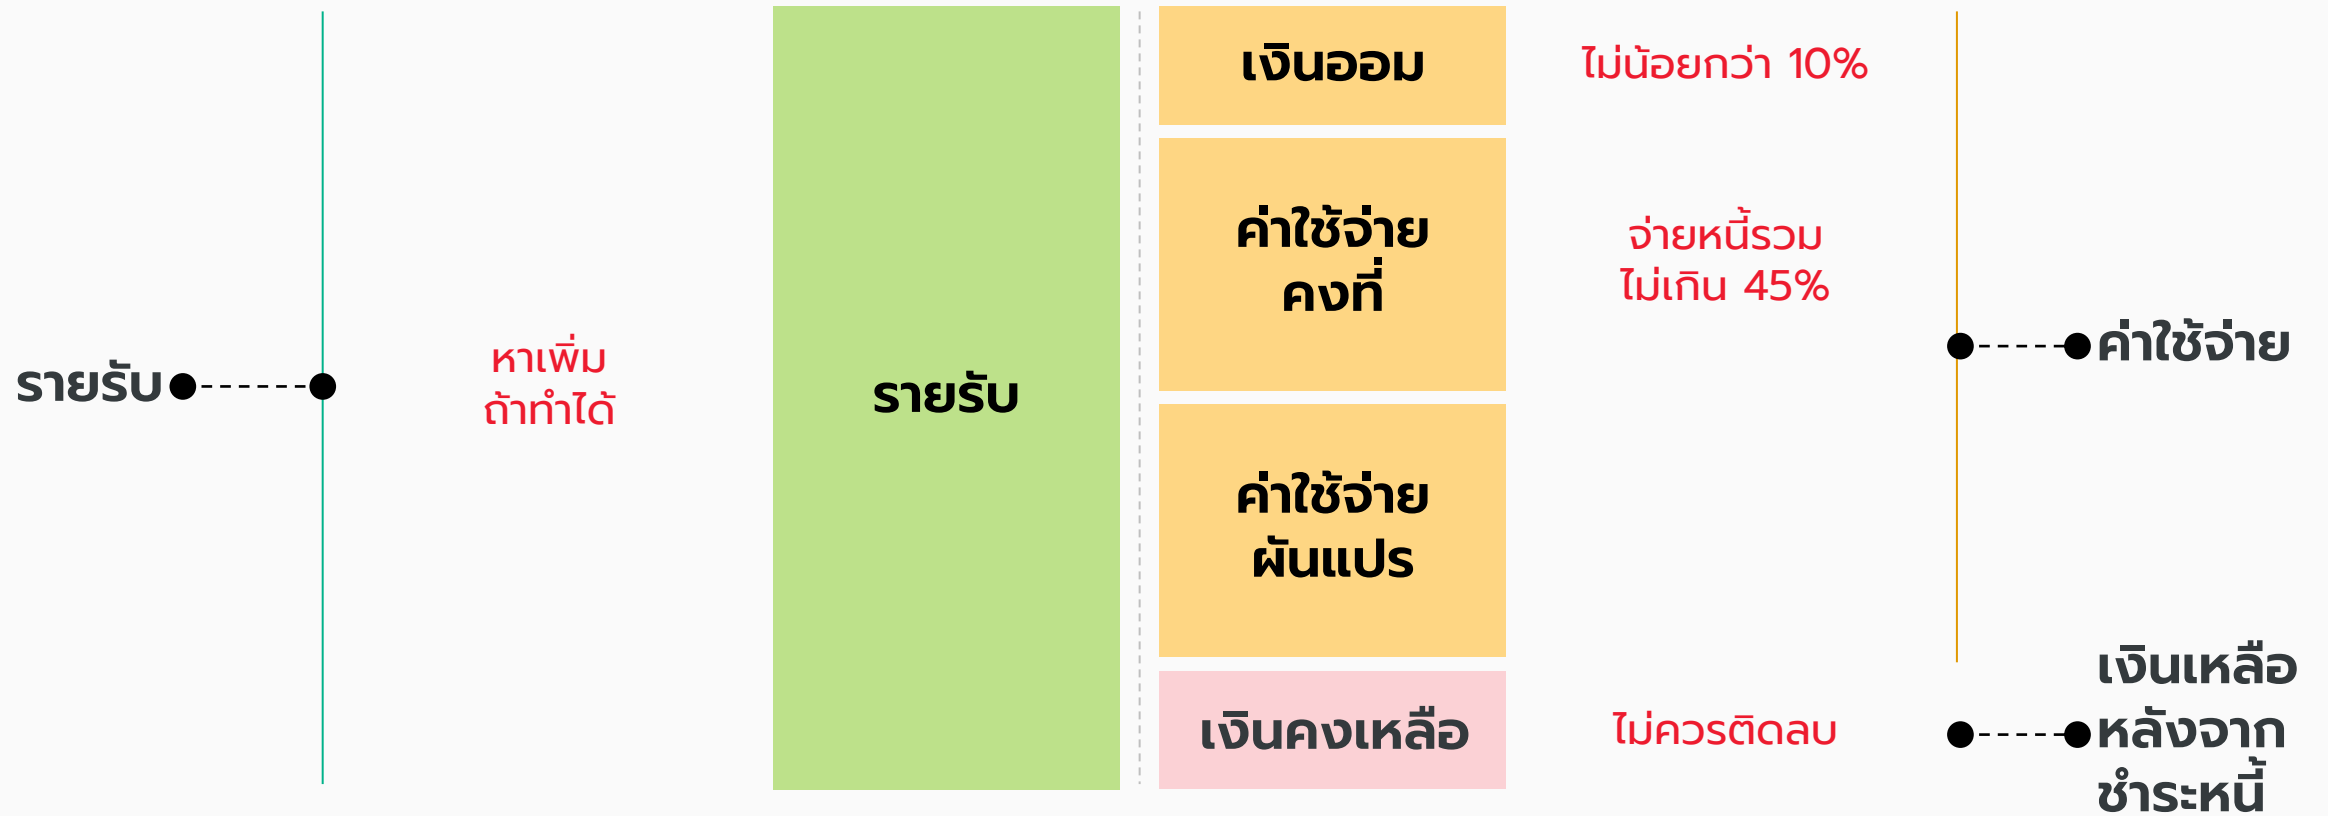 รายรับ
หาเพิ่ม
ถ้าทำได้
รายรับ
เงินออม
ไม่น้อยกว่า 10%
ค่าใช้จ่าย
คงที่
จ่ายหนี้รวม
ไม่เกิน 45%
ค่าใช้จ่าย
ผันแปร
ค่าใช้จ่าย
เงินคงเหลือ
ไม่ควรติดลบ
เงินเหลือ
หลังจาก
ชำระหนี้